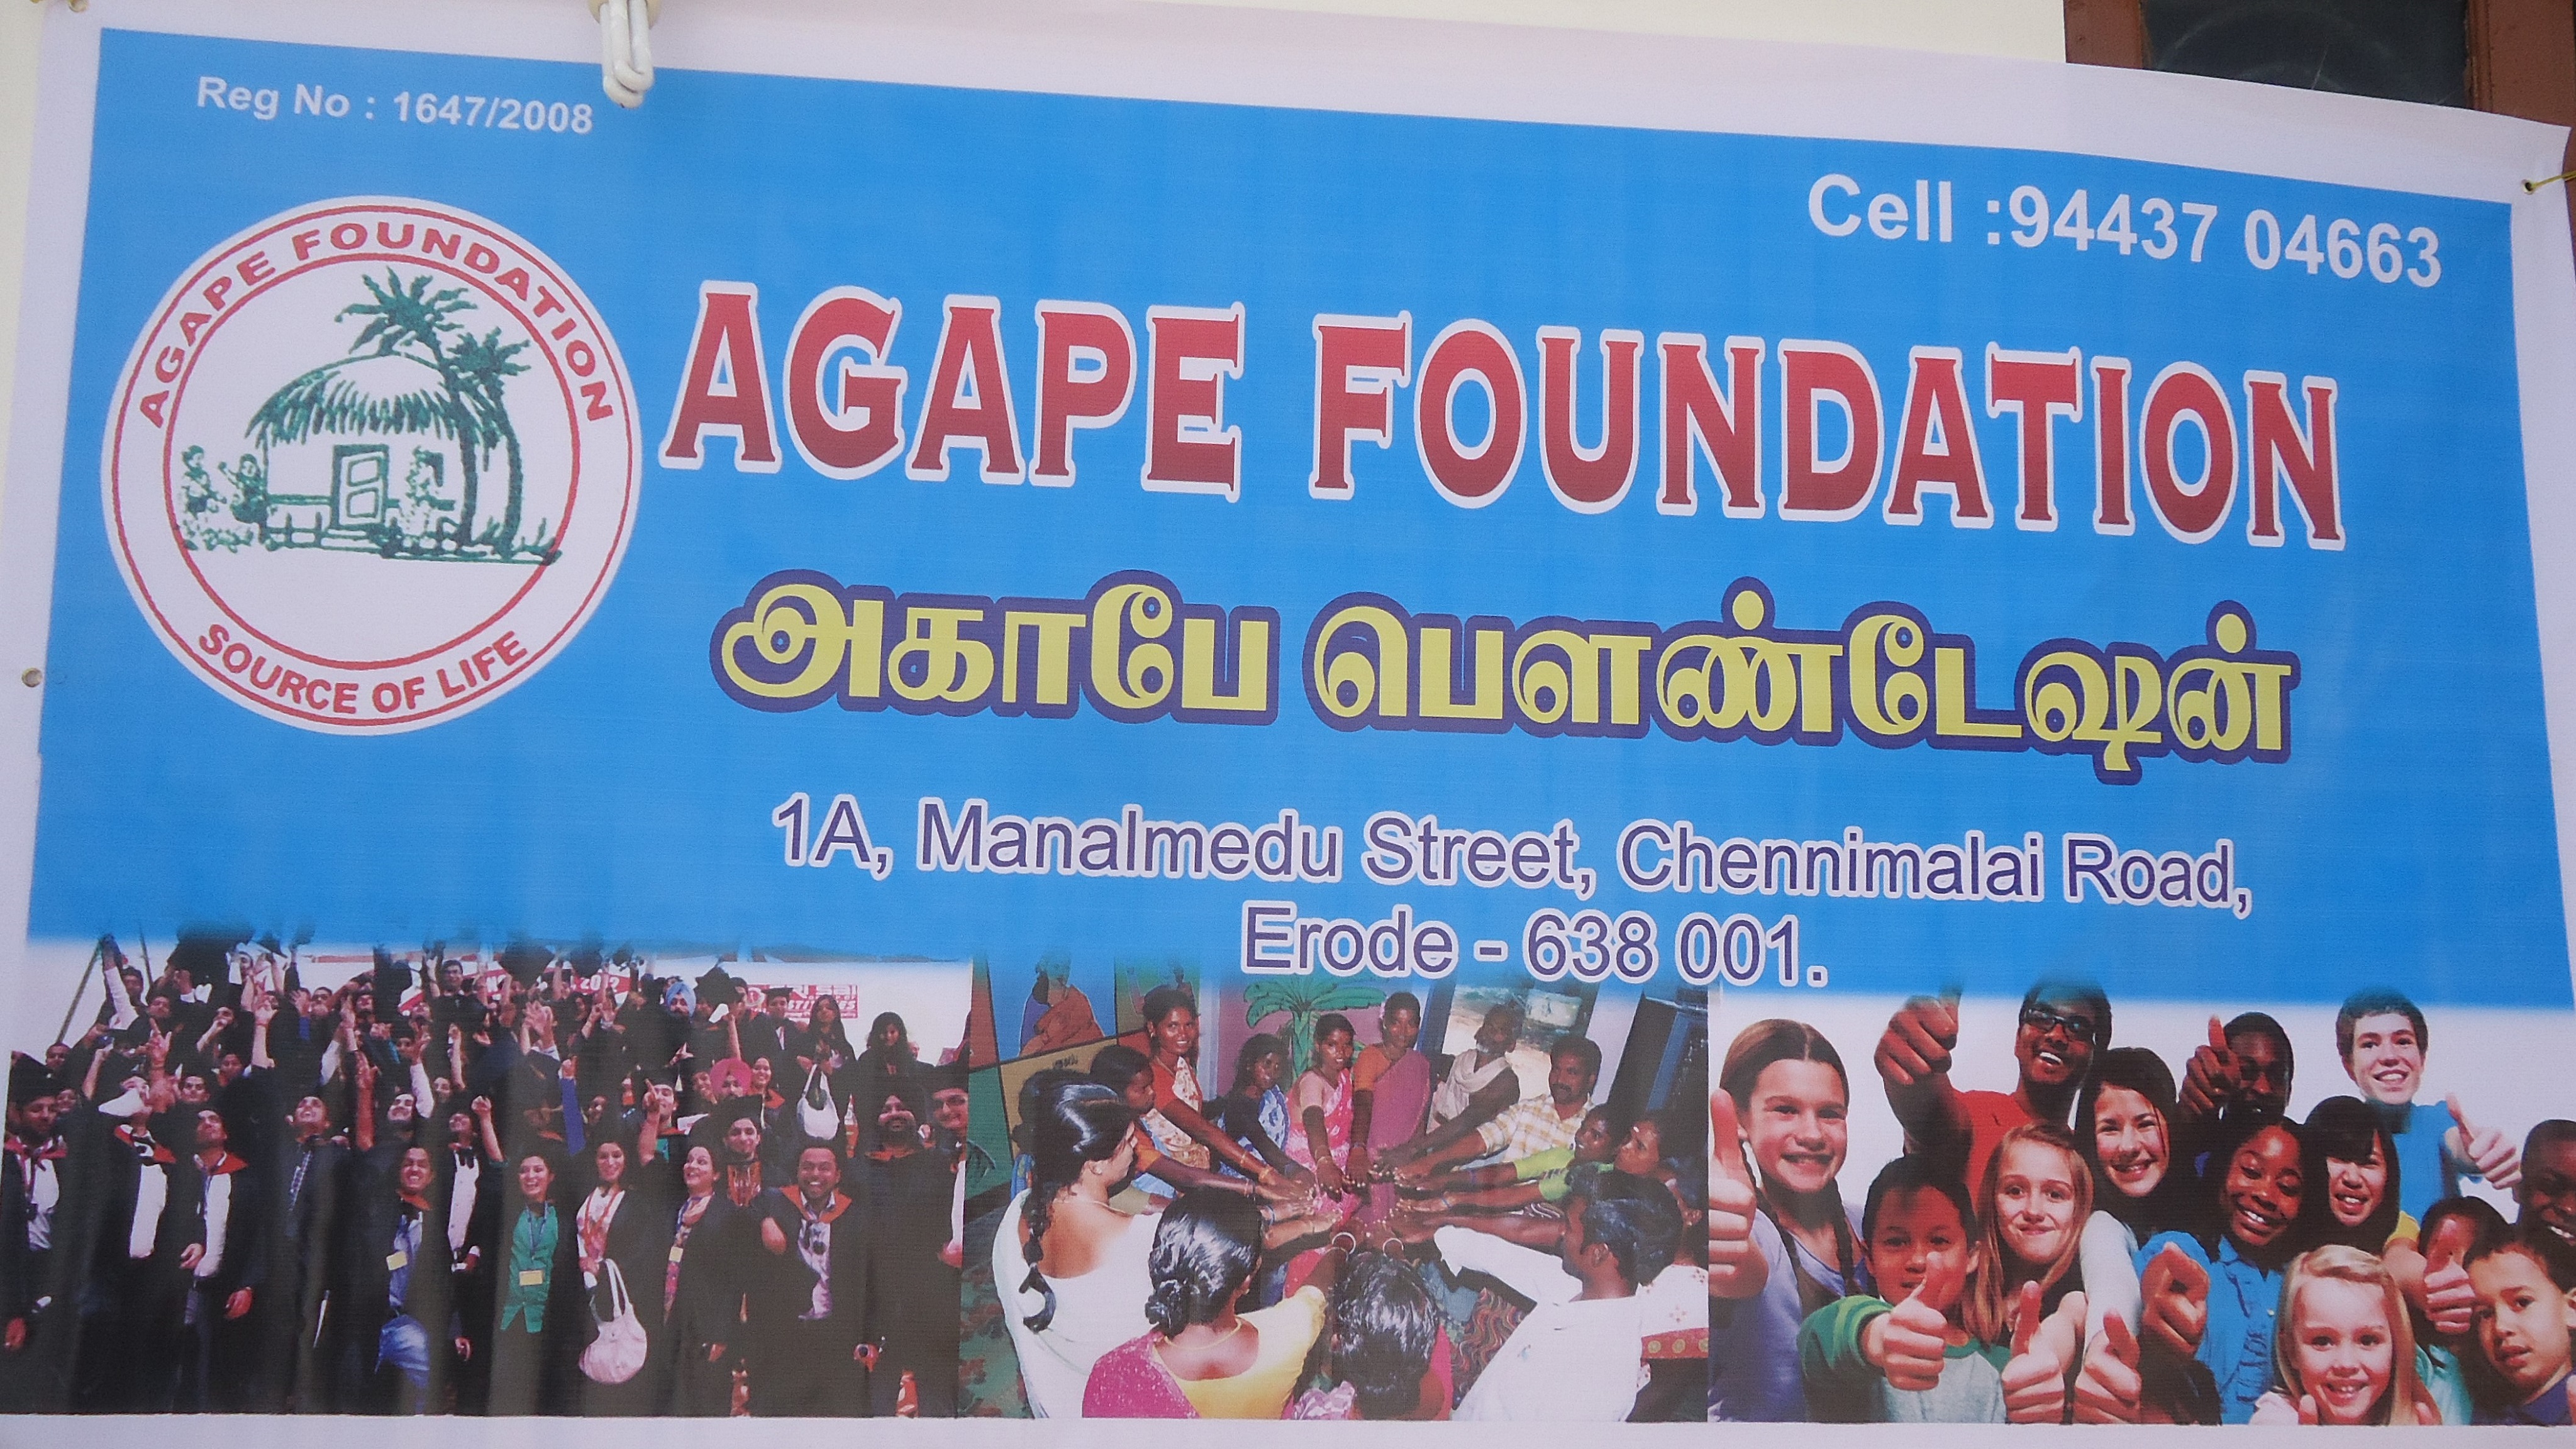 Reg No : 1647/2008
Cell :94437 04663
AGAPE FOUNDATION
SOURCE OF LIFE
AGAPE FOUNDATION
அகாபே பௌண்டேஷன்
1A, Manalmedu Street, Chennimalai Road,
Erode - 638 001.